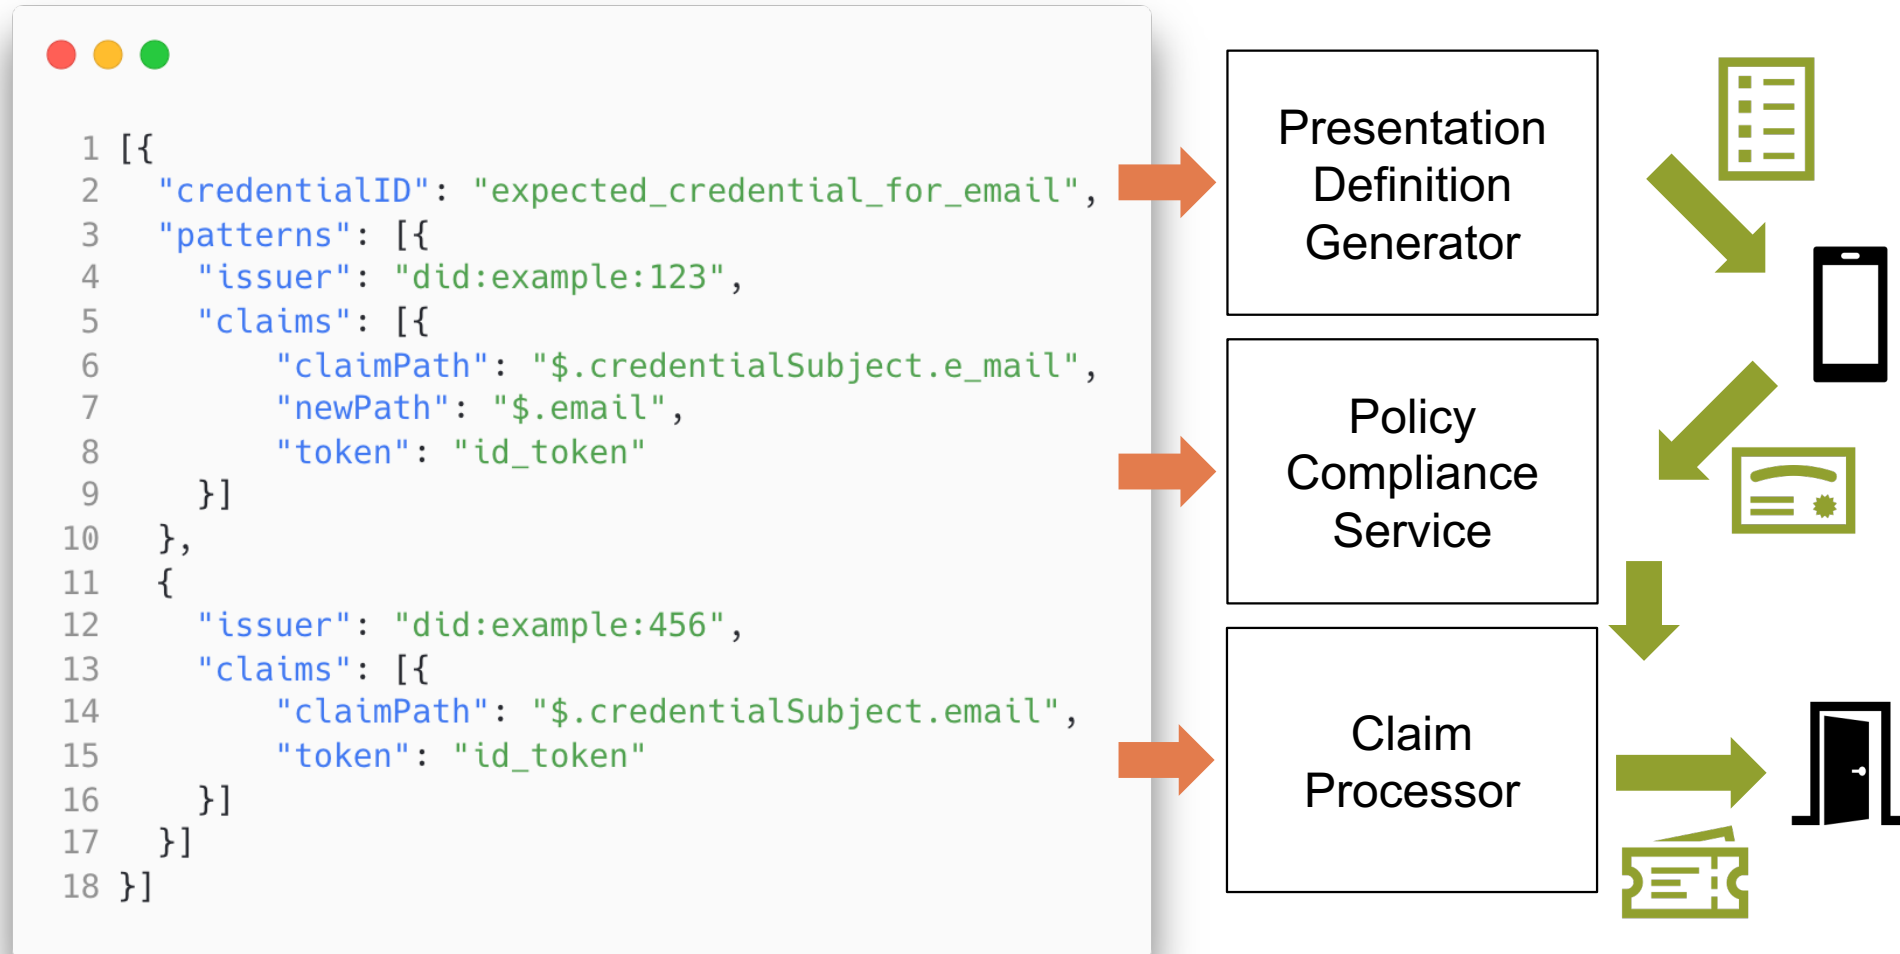 1 [{
2   "credentialID": "expected_credential_for_email",
3   "patterns": [{
4     "issuer": "did:example:123",
5     "claims": [{
6         "claimPath": "$.credentialSubject.e_mail",
7         "newPath": "$.email",
8         "token": "id_token"
9     }]
10   },
11   {
12     "issuer": "did:example:456",
13     "claims": [{
14         "claimPath": "$.credentialSubject.email",
15         "token": "id_token"
16     }]
17   }]
18 }]
Presentation
Definition
Generator
Policy
Compliance
Service
Claim
Processor